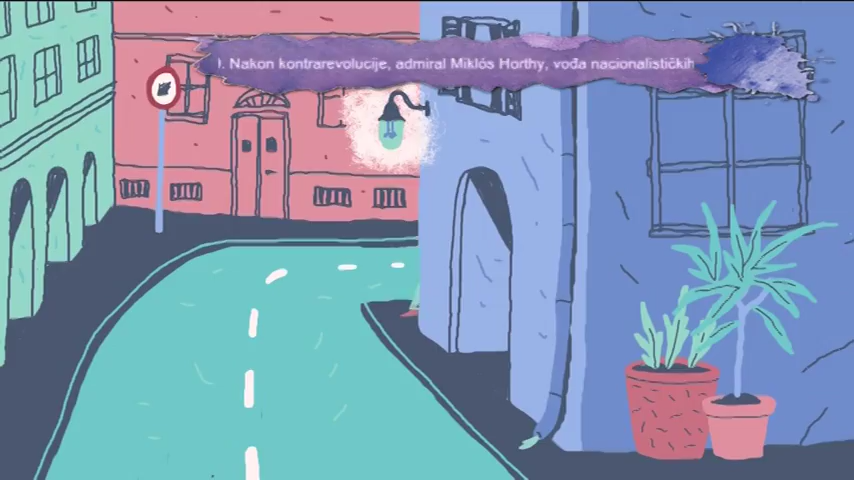 ). Nakon kontrarevolucije, admiral Miklós Horthy, vođa nacionalističkih